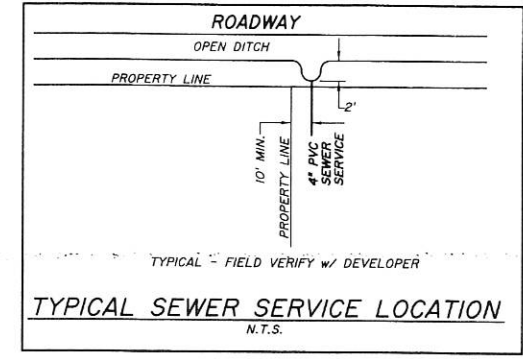 ROADWAY
OPEN DITCH
PROPERTY LINE
2'
10' MIN.
PROPERTY LINE
4" PVC
SEWER
SERVICE
TYPICAL - FIELD VERIFY w/ DEVELOPER
TYPICAL SEWER SERVICE LOCATION
N.T.S.